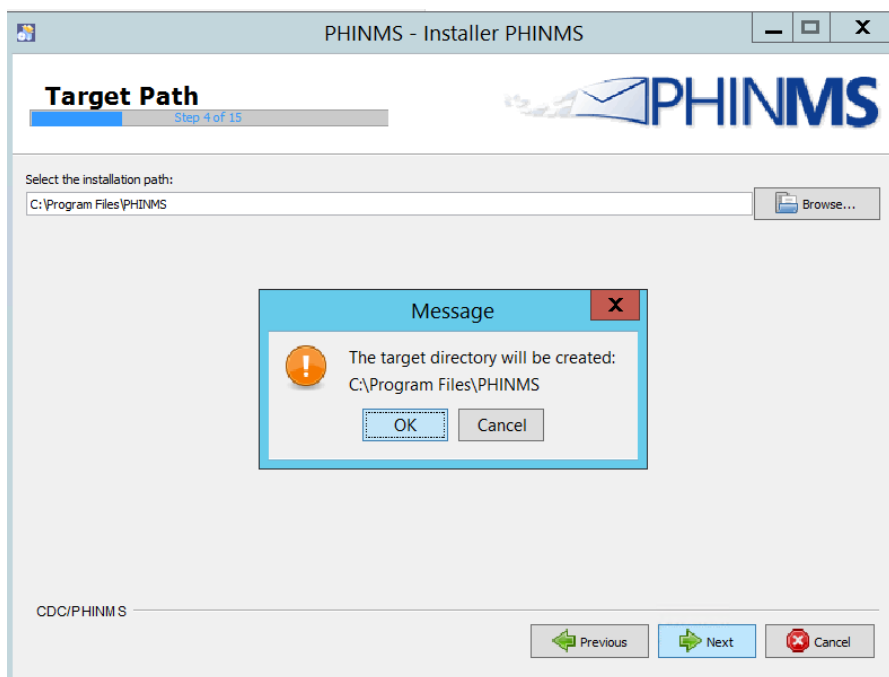 PHINMS - Installer PHINMS
Target Path
Step 4 of 15
PHINMS
Select the installation path:
C:\Program Files\PHINMS
Browse...
Message
The target directory will be created:
C:\Program Files\PHINMS
OK
Cancel
CDC/PHINMS
Previous
Next
Cancel